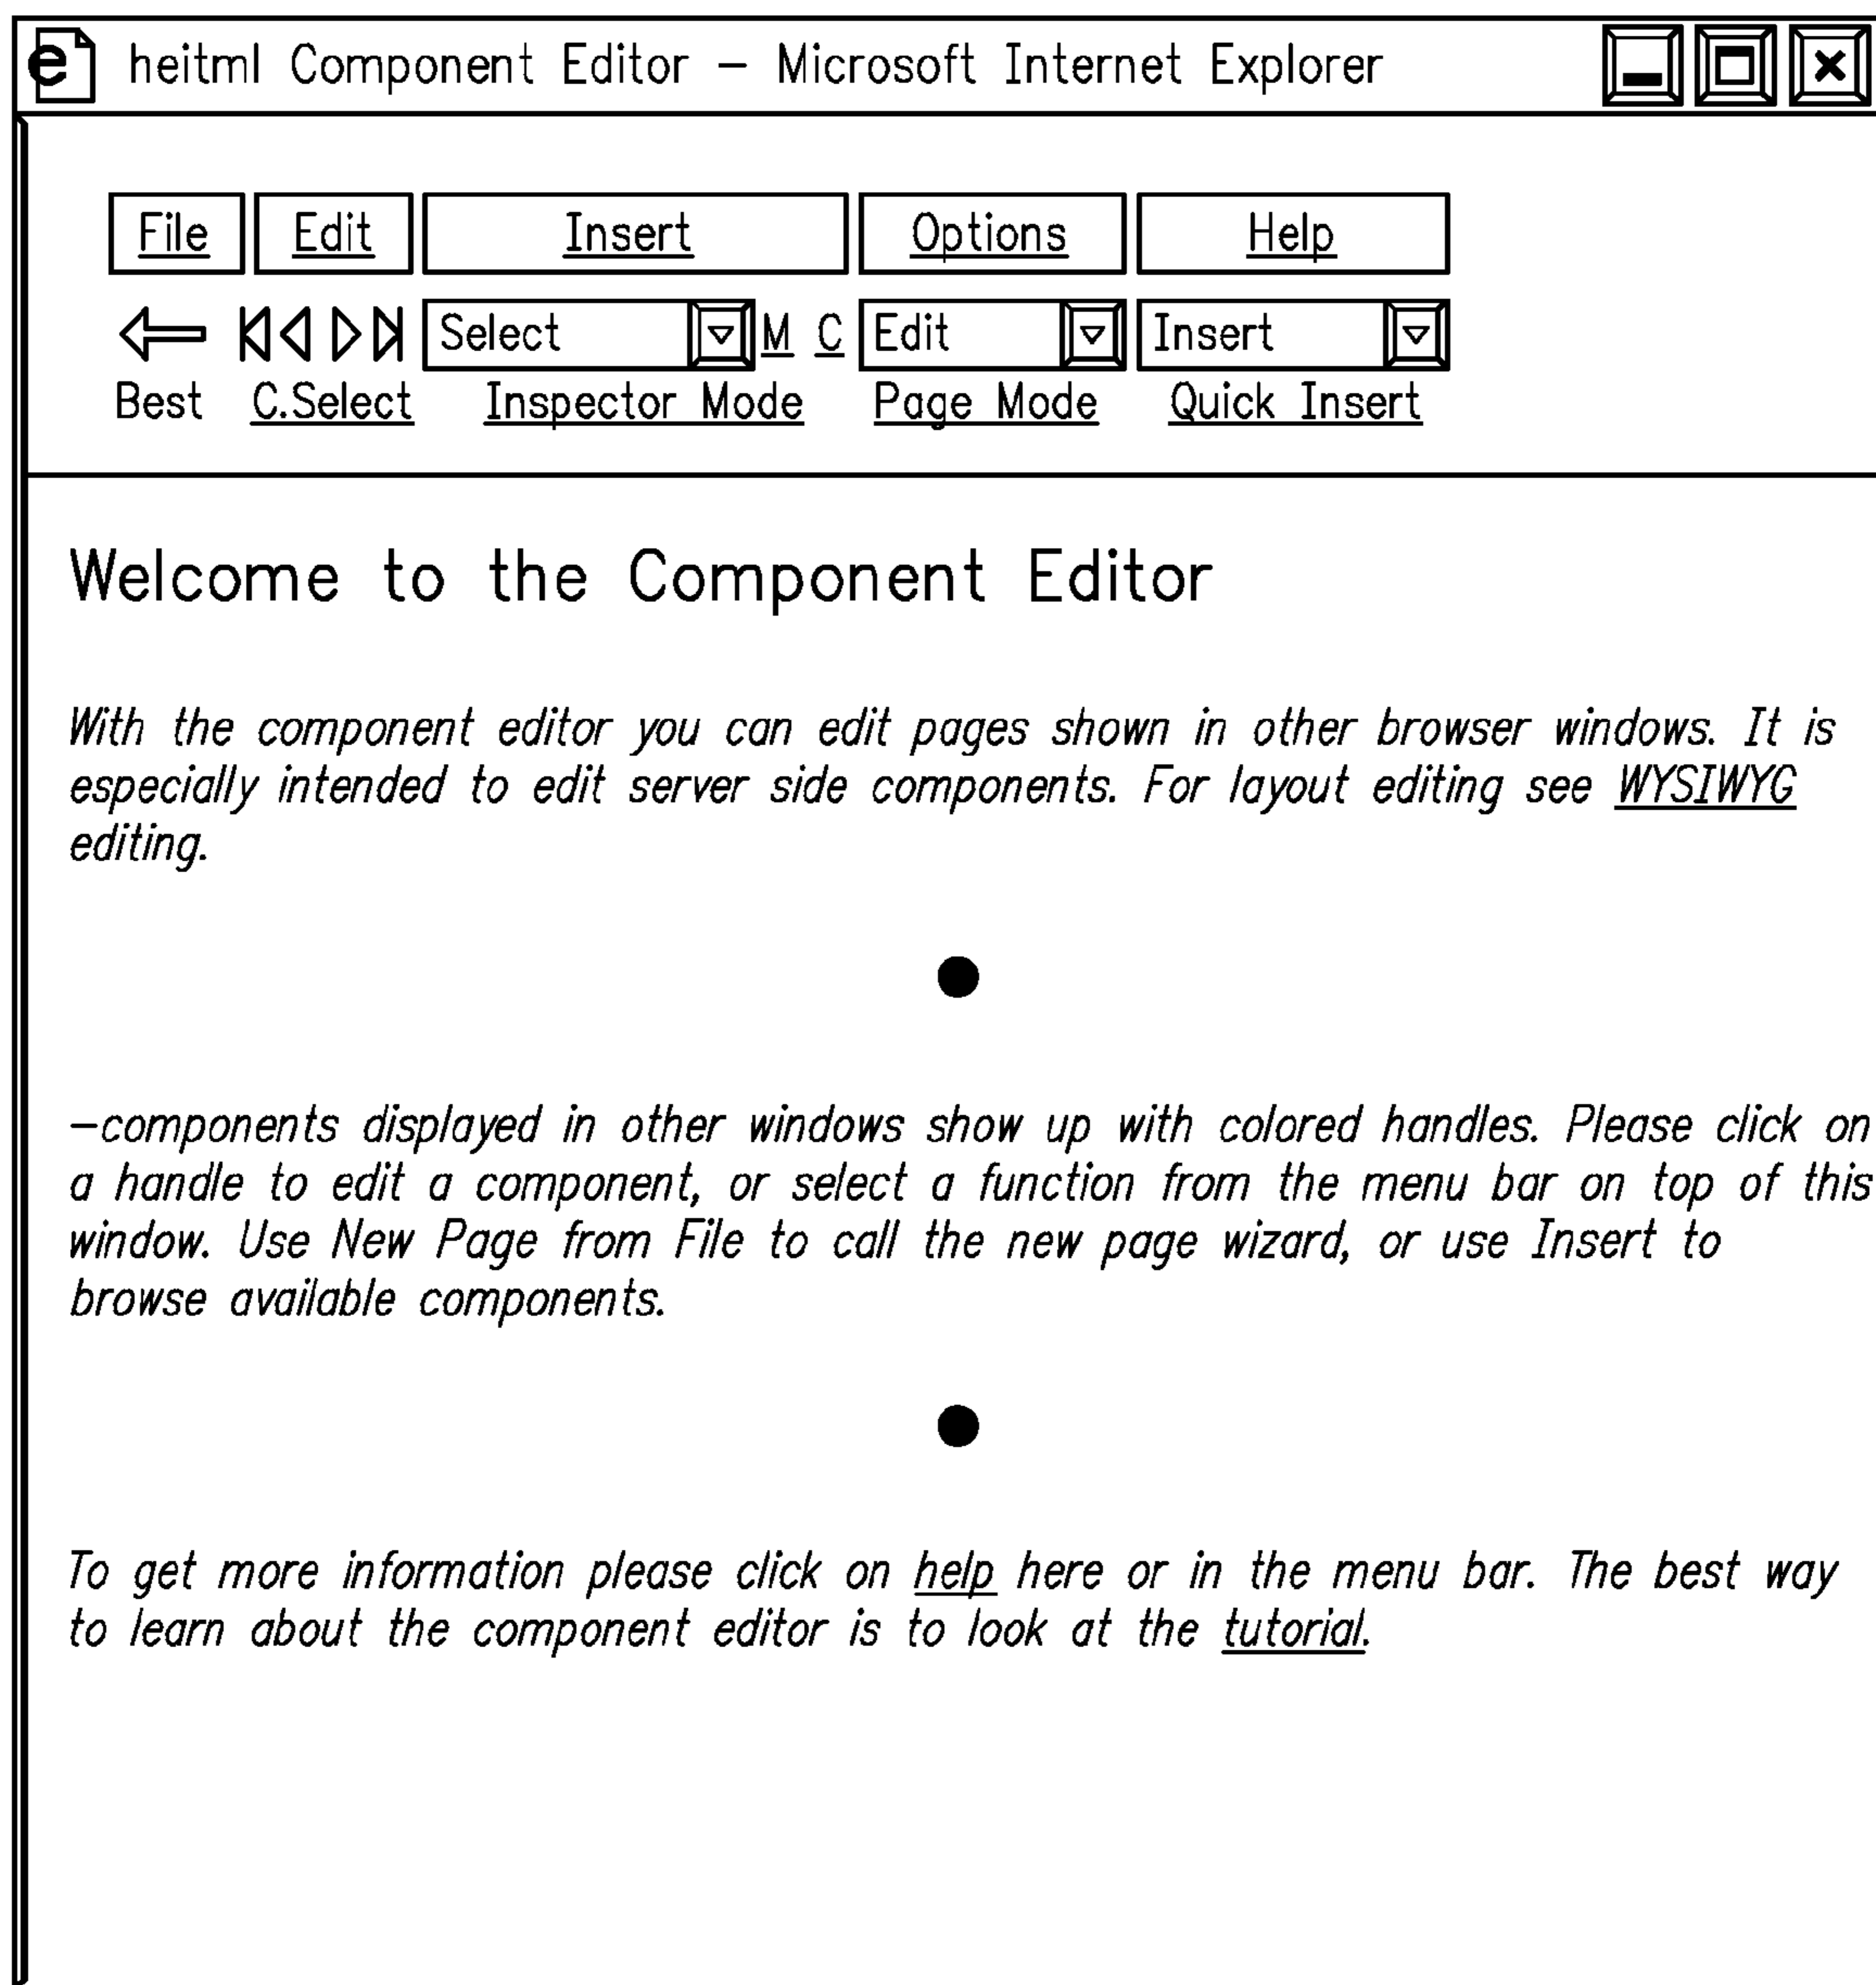 heitml Component Editor – Microsoft Internet Explorer
File Edit Insert Options Help
Select M C Edit Insert
Best C.Select Inspector Mode Page Mode Quick Insert
Welcome to the Component Editor
With the component editor you can edit pages shown in other browser windows. It is
especially intended to edit server side components. For layout editing see WYSIWYG
editing.
–components displayed in other windows show up with colored handles. Please click on
a handle to edit a component, or select a function from the menu bar on top of this
window. Use New Page from File to call the new page wizard, or use Insert to
browse available components.
To get more information please click on help here or in the menu bar. The best way
to learn about the component editor is to look at the tutorial.